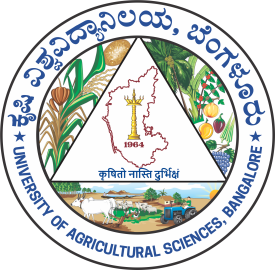 ಕೃಷಿ ವಿಶ್ವವಿದ್ಯಾನಿಲಯ, ಬೆಂಗಳೂರು
1964
कृषितो नास्ति दुर्भिक्षं
UNIVERSITY OF AGRICULTURAL SCIENCES, BANGALORE